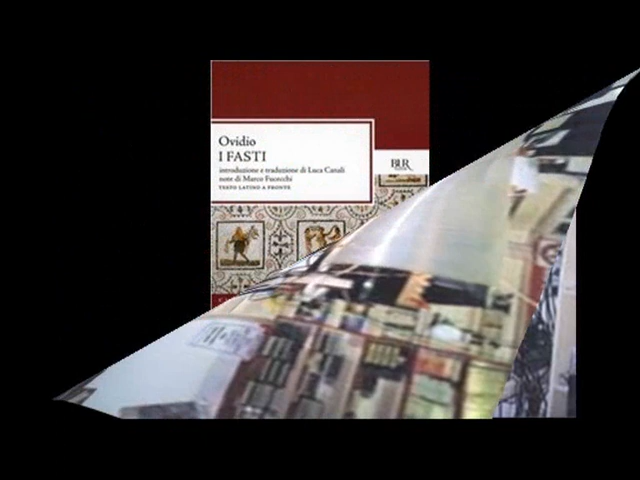 Ovidio
I FASTI
introduzione e traduzione di Luca Canali
note di Marco Fucecchi
TESTO LATINO A FRONTE
BUR